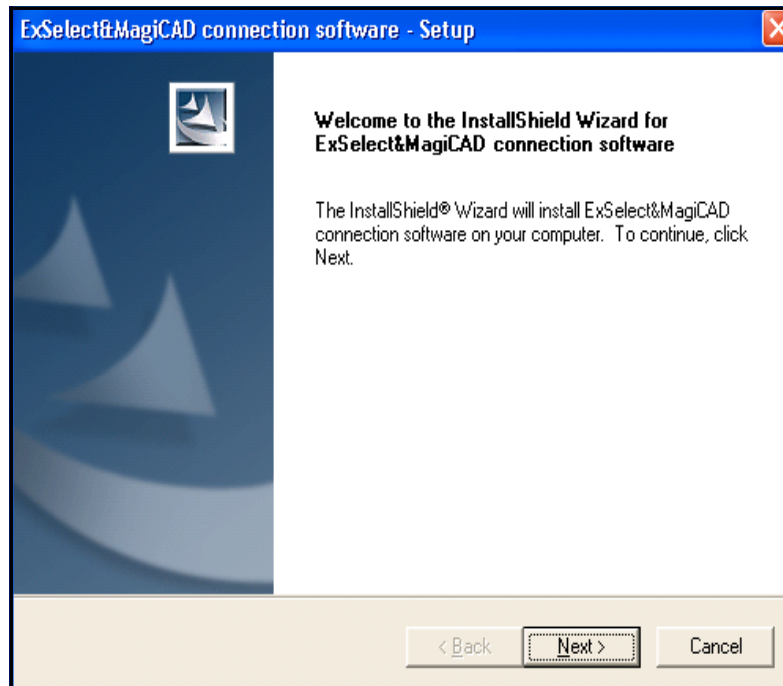 ExSelect&MagiCAD connection software - Setup
Welcome to the InstallShield Wizard for
ExSelect&MagiCAD connection software
The InstallShield® Wizard will install ExSelect&MagiCAD
connection software on your computer. To continue, click
Next.
< Back Next > Cancel